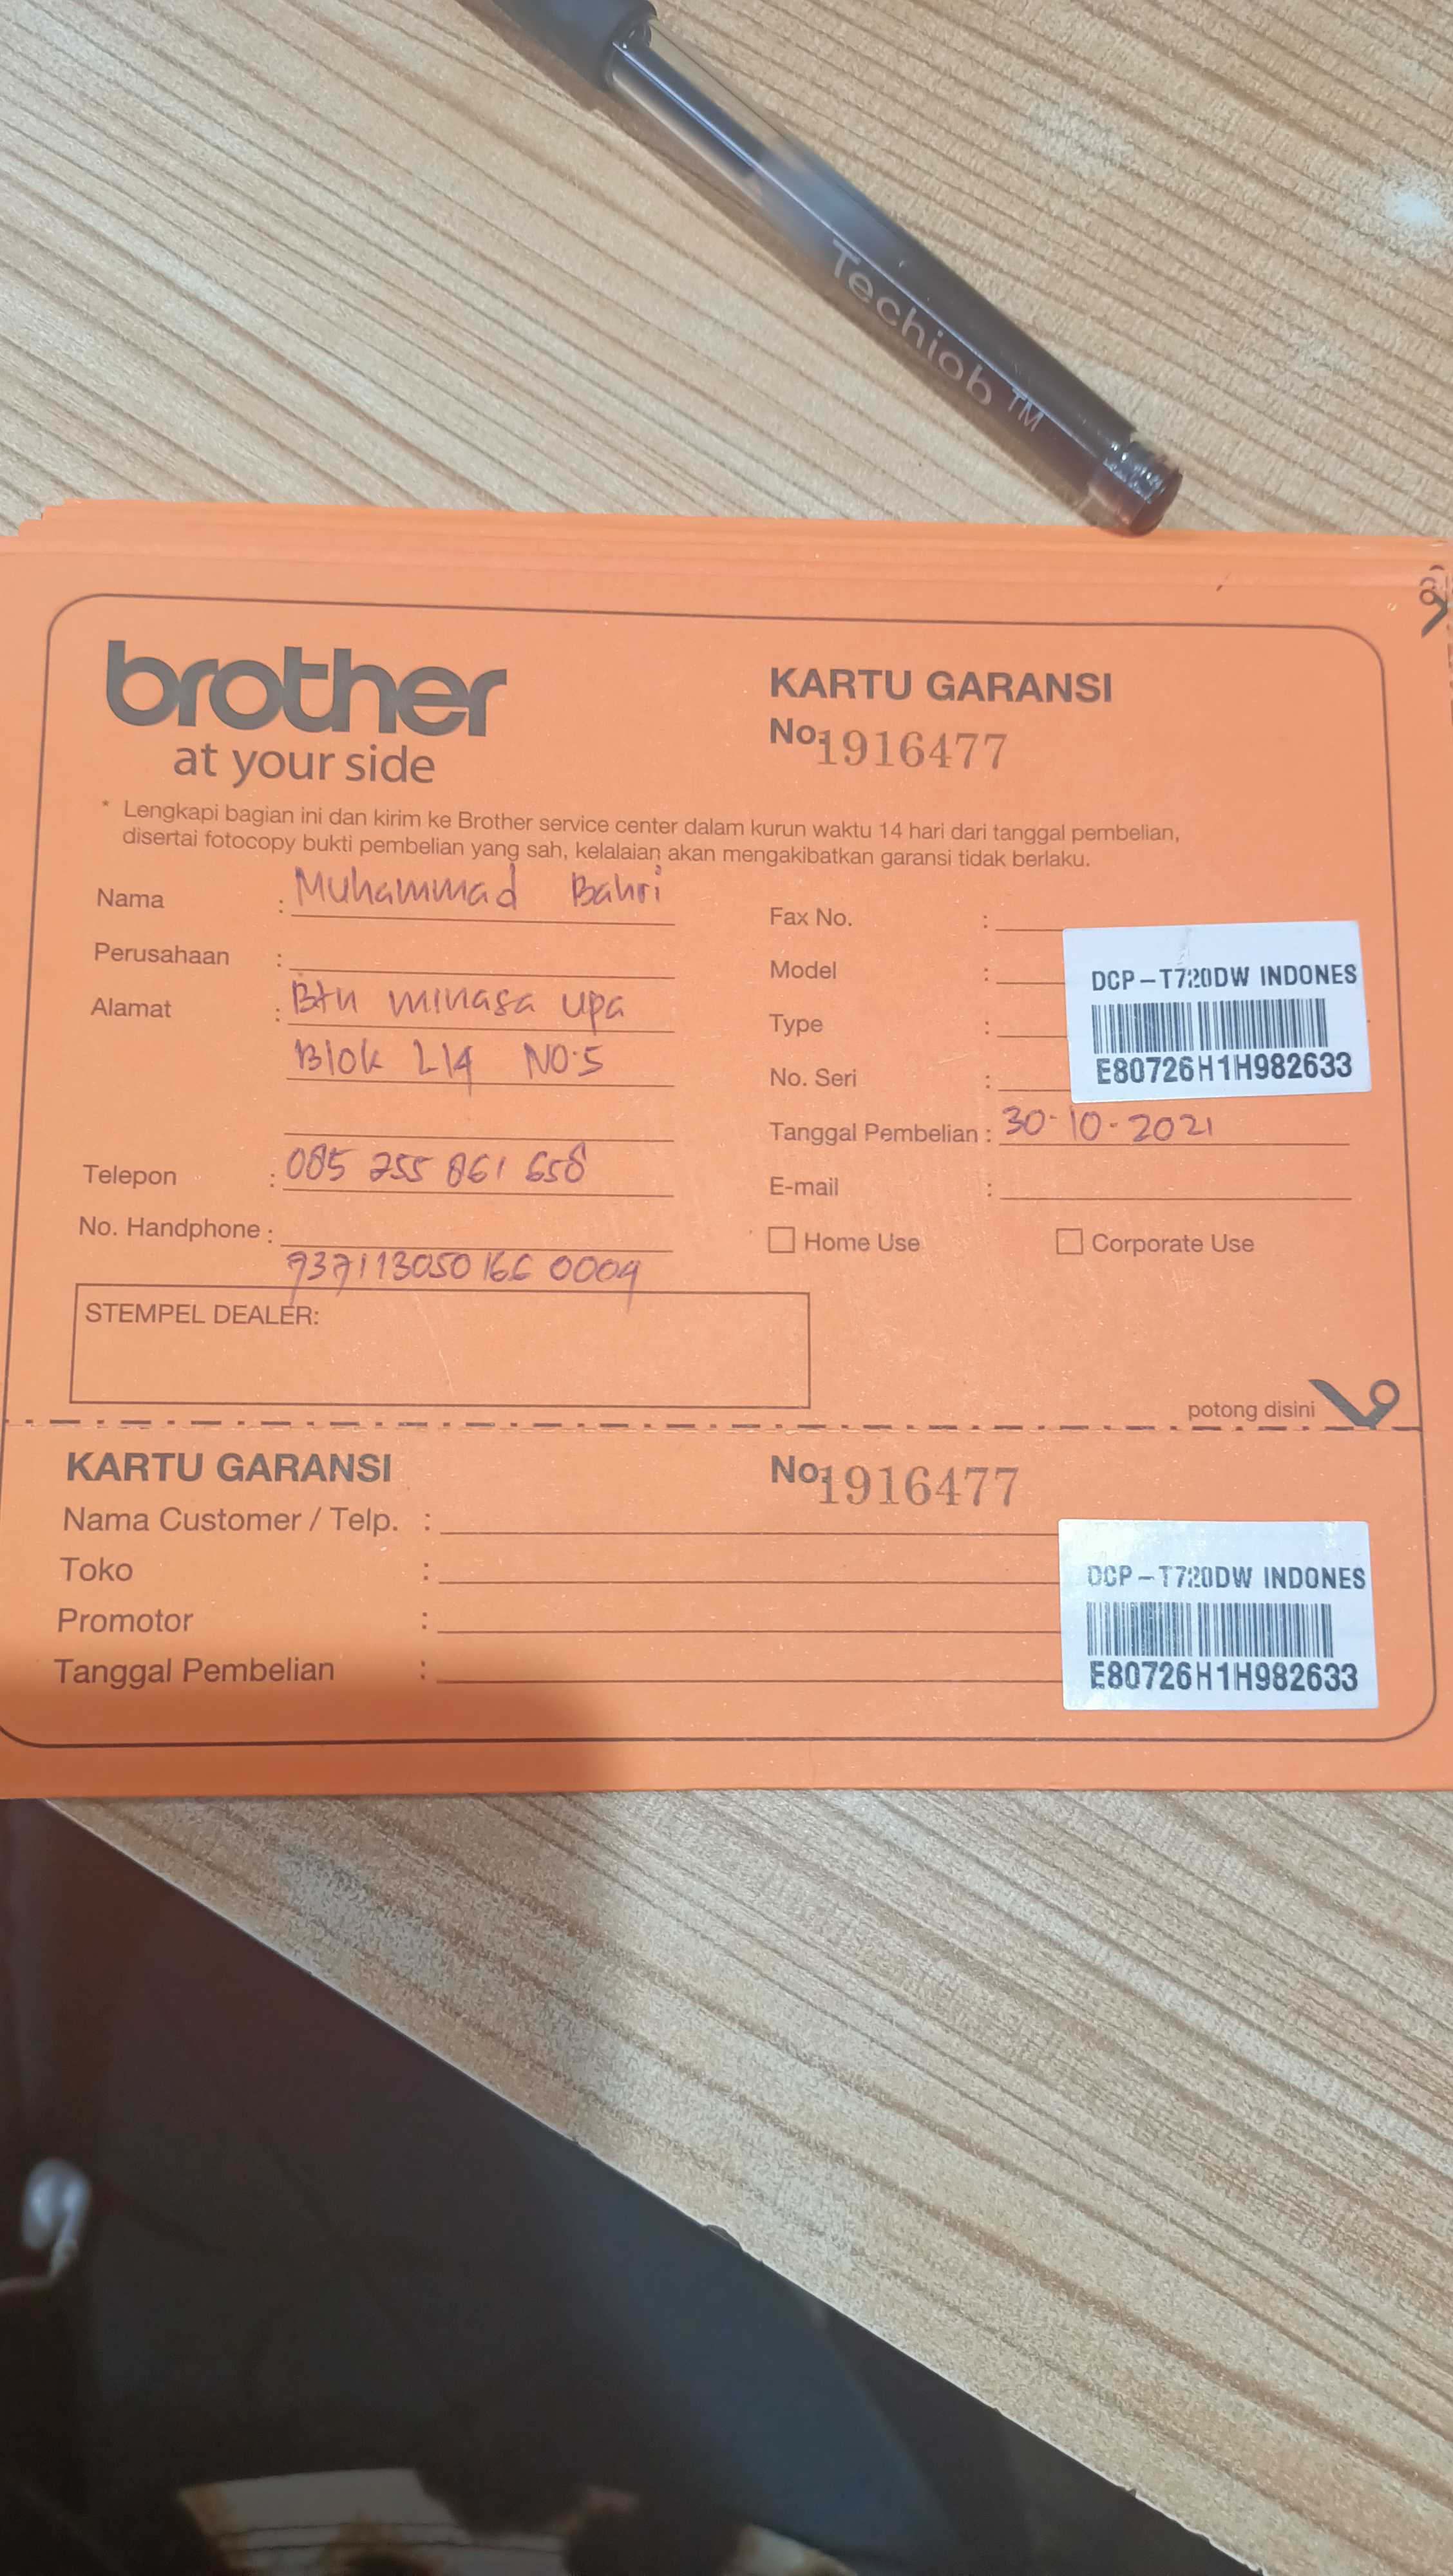 Techjob™
brother
at your side
KARTU GARANSI
No. 1916477
* Lengkapi bagian ini dan kirim ke Brother service center dalam kurun waktu 14 hari dari tanggal pembelian,
disertai fotocopy bukti pembelian yang sah, kelalaian akan mengakibatkan garansi tidak berlaku.
Nama : Muhammad Bahri
Perusahaan :
Alamat : Btn minasa upa
Blok L14 NO.5
Telepon : 085 255 861 658
No. Handphone :
737113050166 0004
Fax No. :
Model :
Type :
No. Seri :
DCP-T720DW INDONES
E80726H1H982633
Tanggal Pembelian : 30-10-2021
E-mail :
Home Use Corporate Use
STEMPEL DEALER:
potong disini
KARTU GARANSI
No. 1916477
Nama Customer / Telp. :
Toko :
Promotor :
Tanggal Pembelian :
DCP-T720DW INDONES
E80726H1H982633